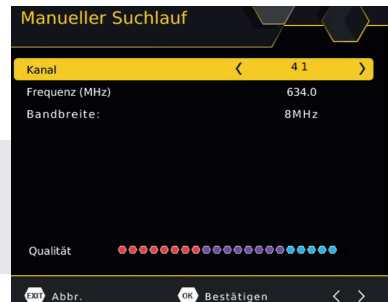 Manueller Suchlauf
Kanal < 41 >
Frequenz (MHz) 634.0
Bandbreite: 8MHz
Qualität
EXIT Abbr. OK Bestätigen < >